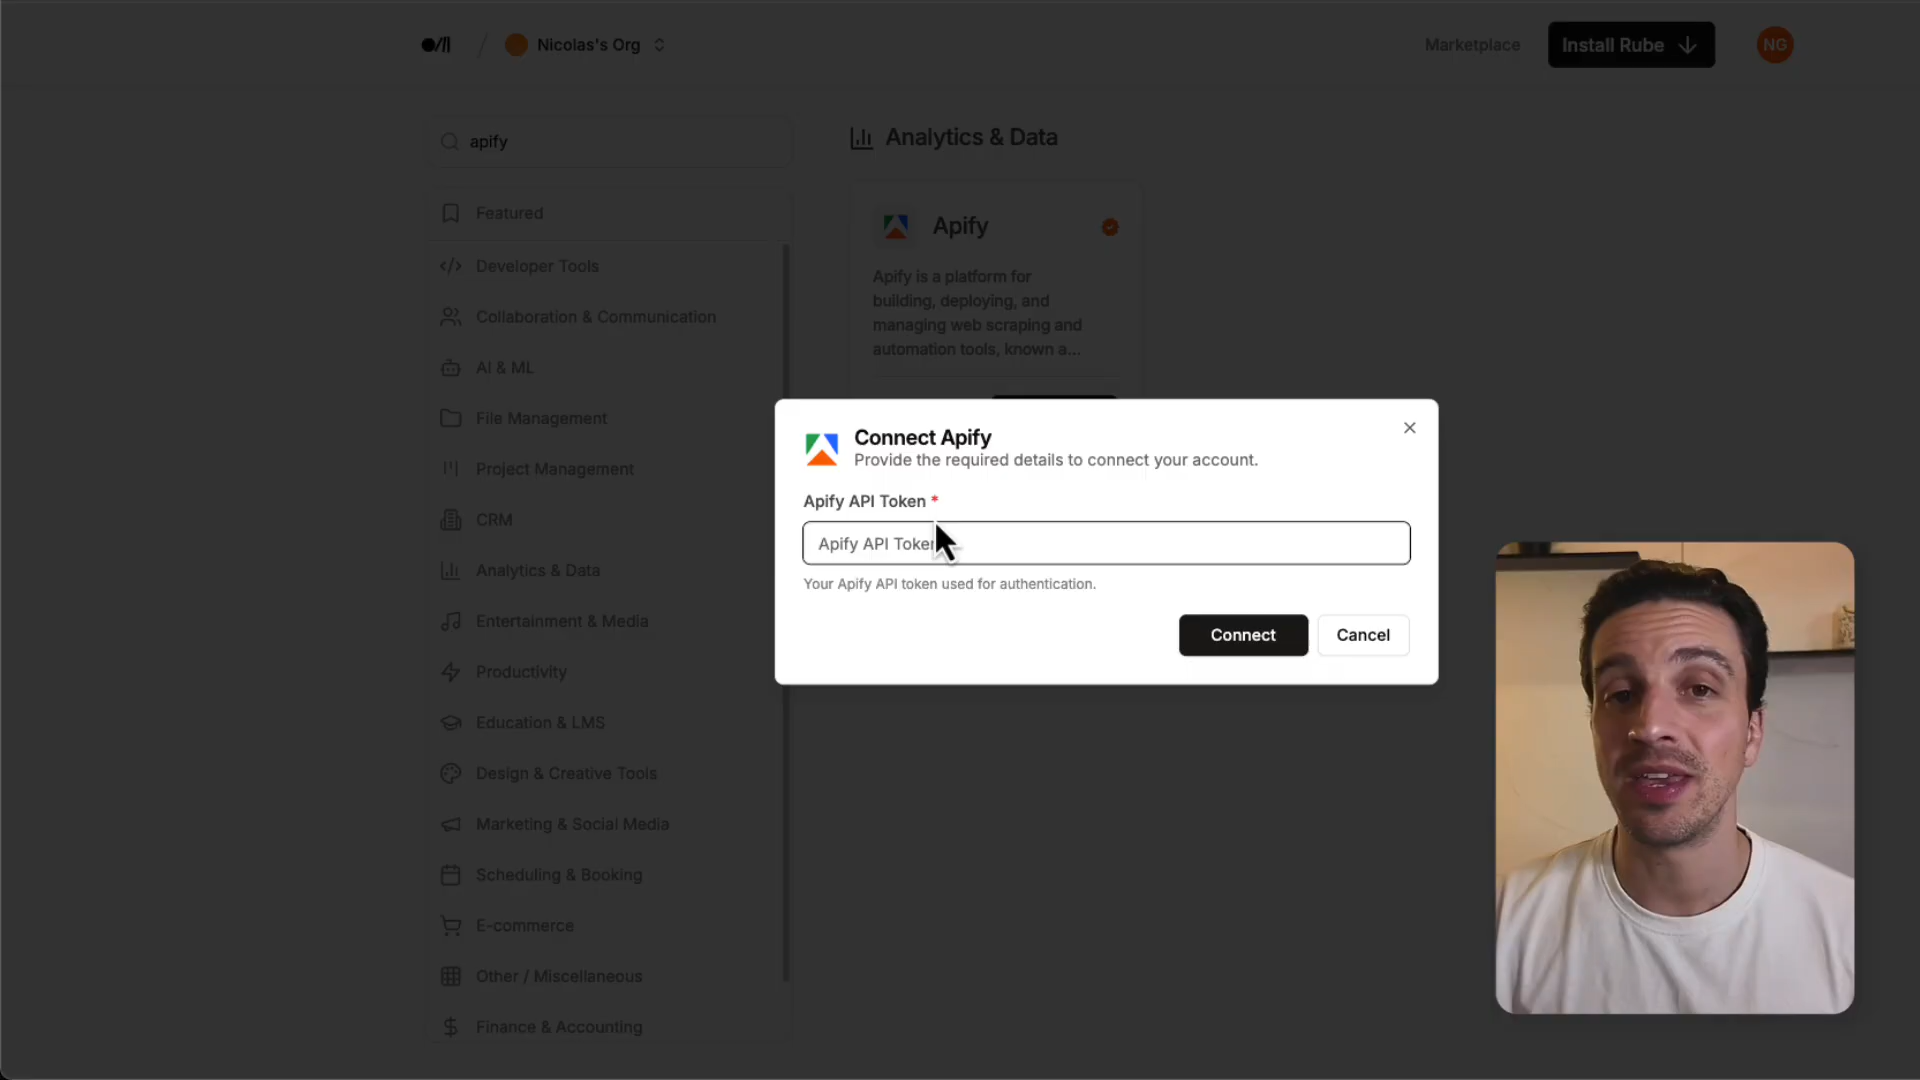 Nicolas's Org
Marketplace
Install Rube
NG
apify
Featured
Developer Tools
Collaboration & Communication
AI & ML
File Management
Project Management
CRM
Analytics & Data
Entertainment & Media
Productivity
Education & LMS
Design & Creative Tools
Marketing & Social Media
Scheduling & Booking
E-commerce
Other / Miscellaneous
Finance & Accounting
Analytics & Data
Apify
Apify is a platform for
building, deploying, and
managing web scraping and
automation tools, known a...
Connect Apify
Provide the required details to connect your account.
Apify API Token *
Apify API Token
Your Apify API token used for authentication.
Connect
Cancel